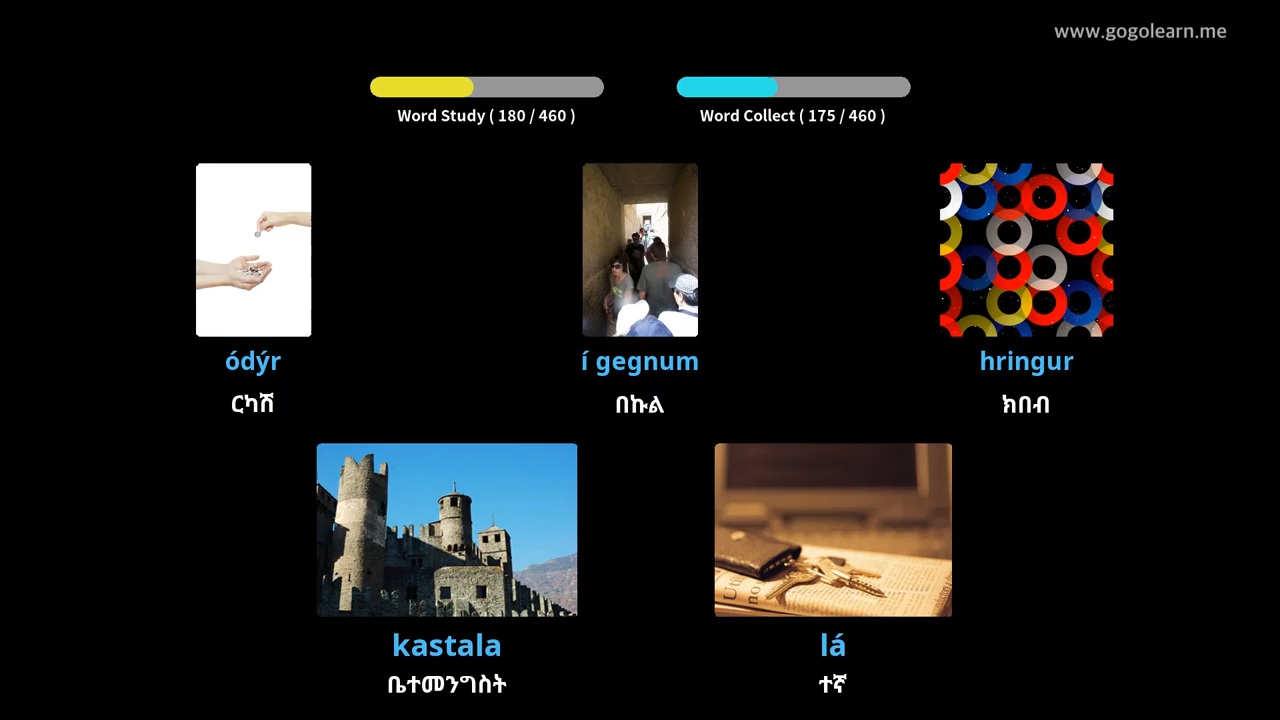 www.gogolearn.me
Word Study ( 180 / 460 )
Word Collect ( 175 / 460 )
ódýr
í gegnum
hringur
ርካሽ
በኩል
ክበብ
kastala
lá
ቤተመንግስት
ተኛ